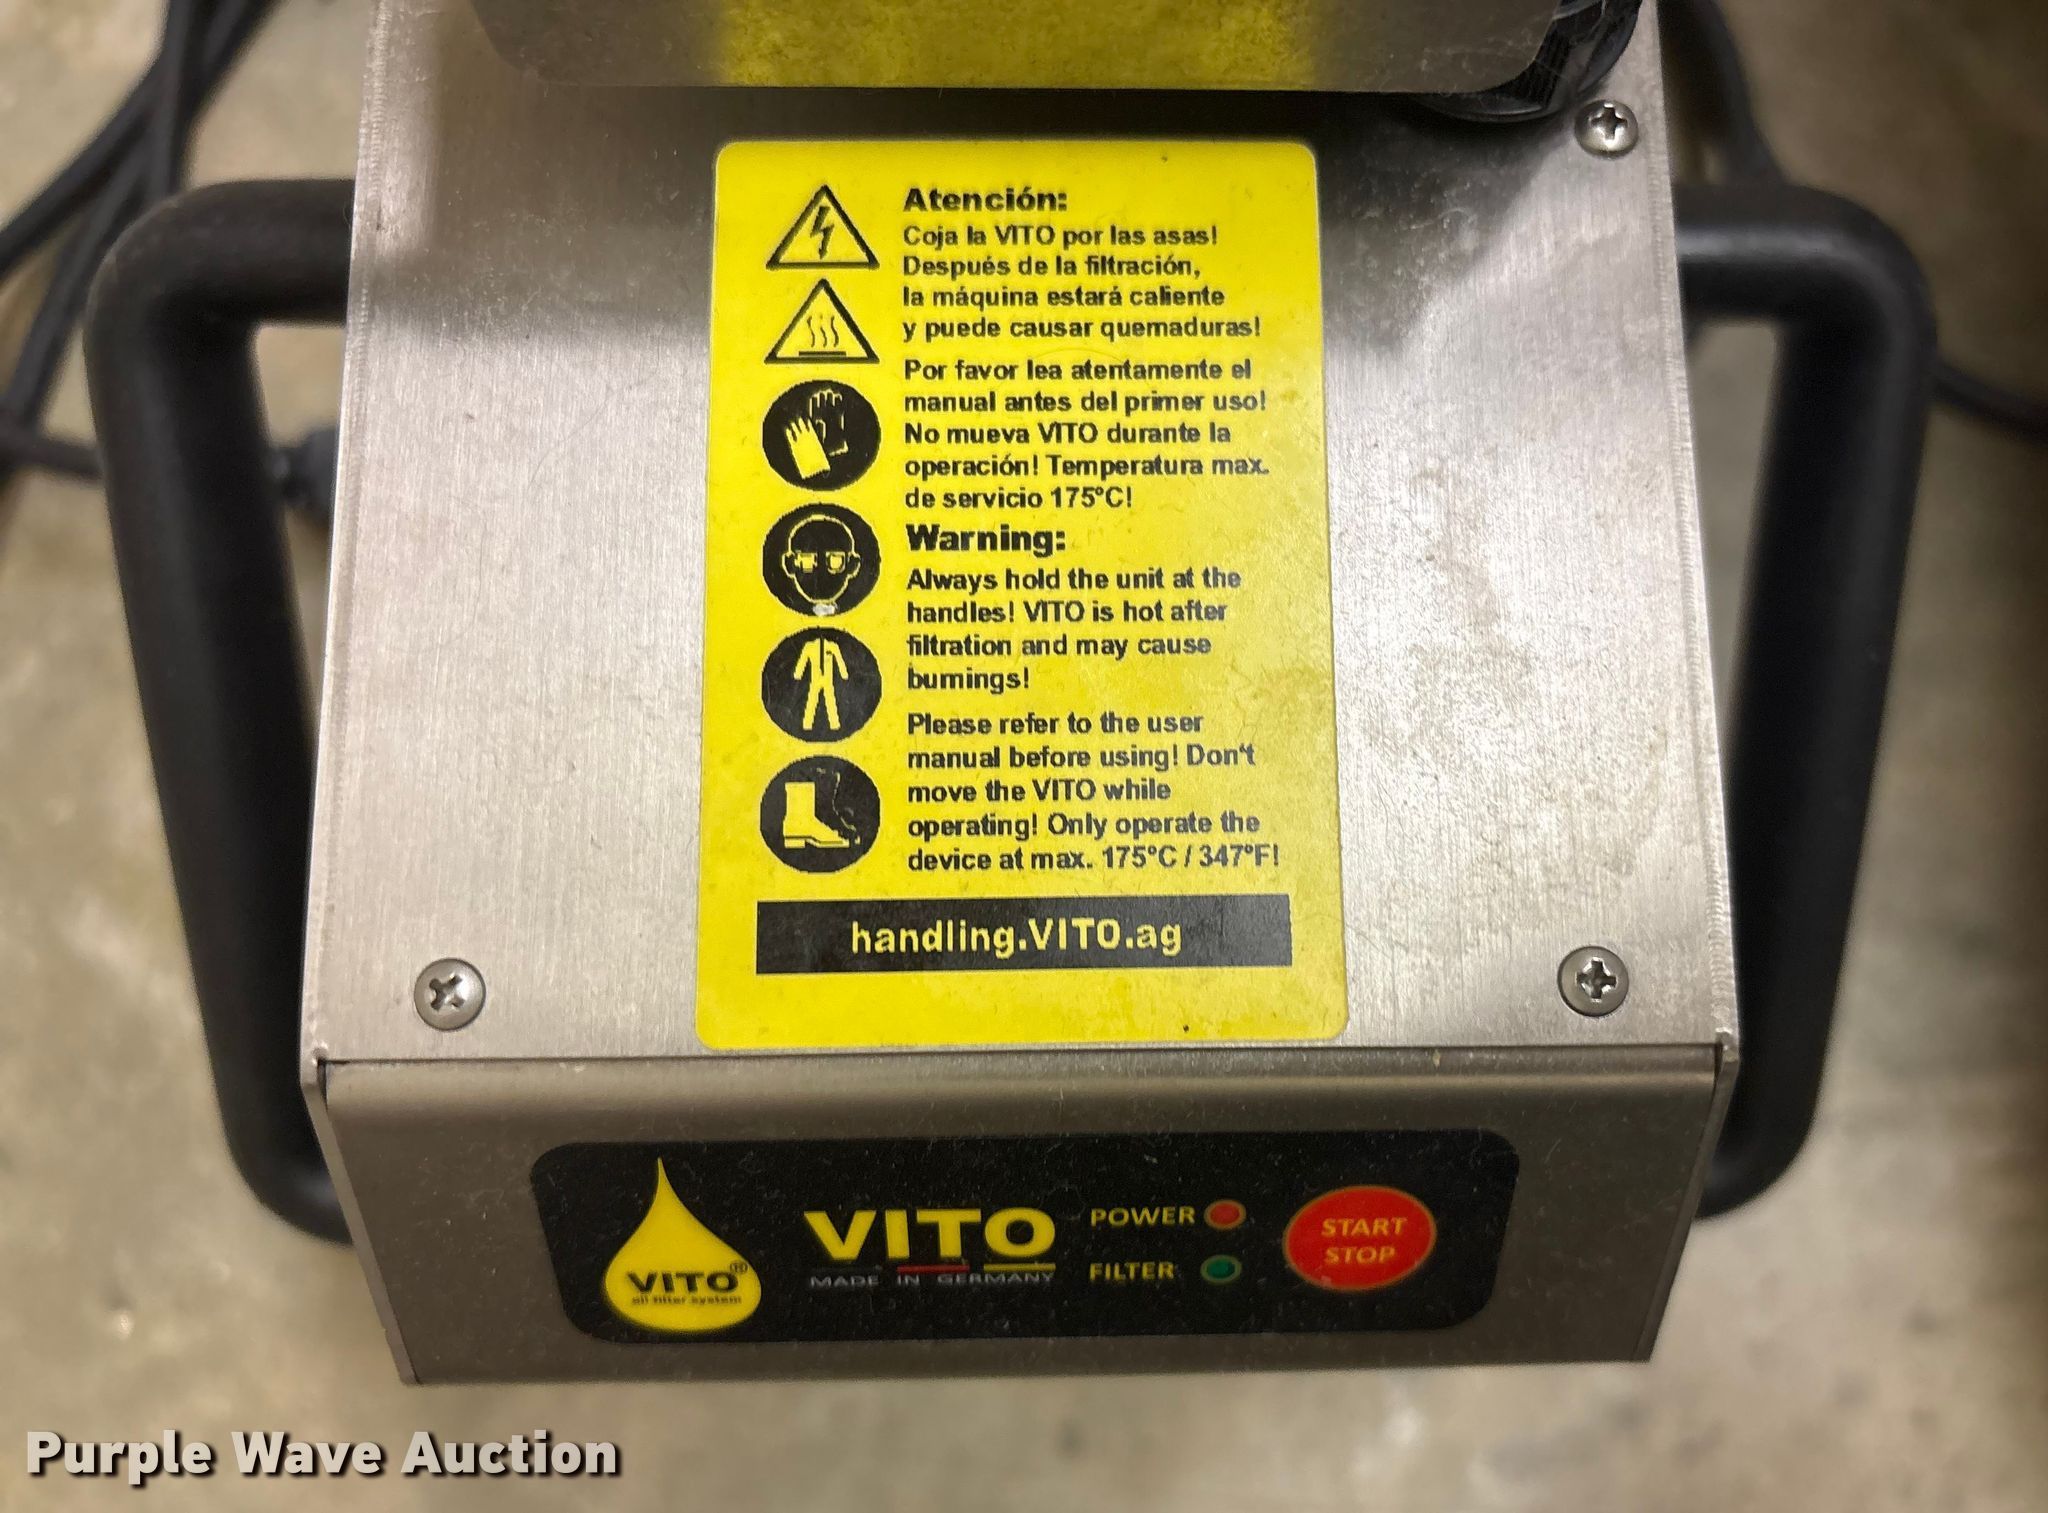 Atención:
Coja la VITO por las asas!
Después de la filtración,
la máquina estará caliente
y puede causar quemaduras!
Por favor lea atentamente el
manual antes del primer uso!
No mueva VITO durante la
operación! Temperatura max.
de servicio 175°C!
Warning:
Always hold the unit at the
handles! VITO is hot after
filtration and may cause
burnings!
Please refer to the user
manual before using! Don't
move the VITO while
operating! Only operate the
device at max. 175°C / 347°F!
handling.VITO.ag
VITO®
oil filter system
VITO
MADE IN GERMANY
POWER
FILTER
START
STOP
Purple Wave Auction